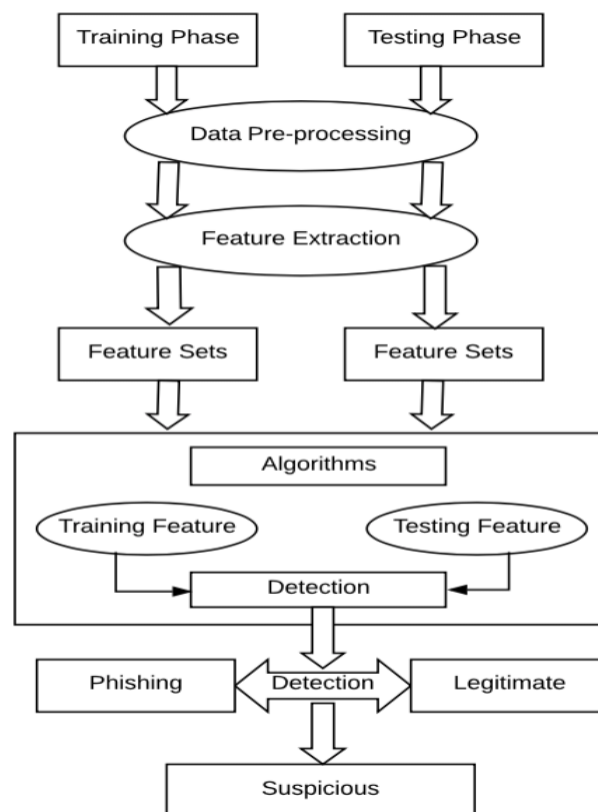 Training Phase
Testing Phase
Data Pre-processing
Feature Extraction
Feature Sets
Feature Sets
Algorithms
Training Feature
Testing Feature
Detection
Phishing
Detection
Legitimate
Suspicious